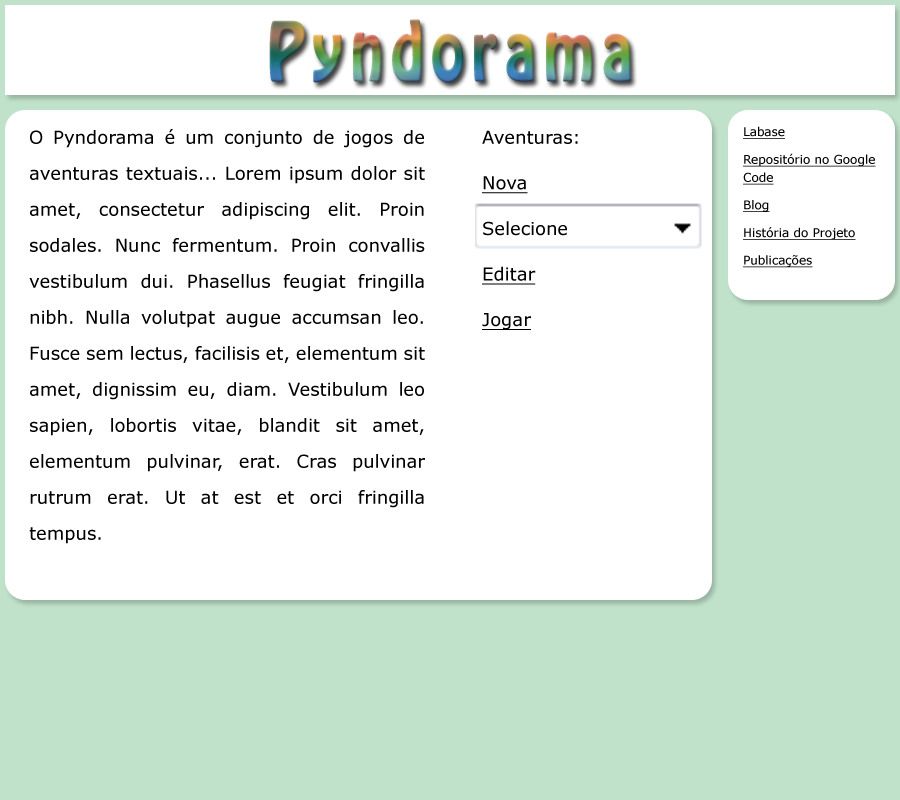 Pyndorama
O Pyndorama é um conjunto de jogos de
aventuras textuais... Lorem ipsum dolor sit
amet, consectetur adipiscing elit. Proin
sodales. Nunc fermentum. Proin convallis
vestibulum dui. Phasellus feugiat fringilla
nibh. Nulla volutpat augue accumsan leo.
Fusce sem lectus, facilisis et, elementum sit
amet, dignissim eu, diam. Vestibulum leo
sapien, lobortis vitae, blandit sit amet,
elementum pulvinar, erat. Cras pulvinar
rutrum erat. Ut at est et orci fringilla
tempus.
Aventuras:
Nova
Selecione
Editar
Jogar
Labase
Repositório no Google
Code
Blog
História do Projeto
Publicações